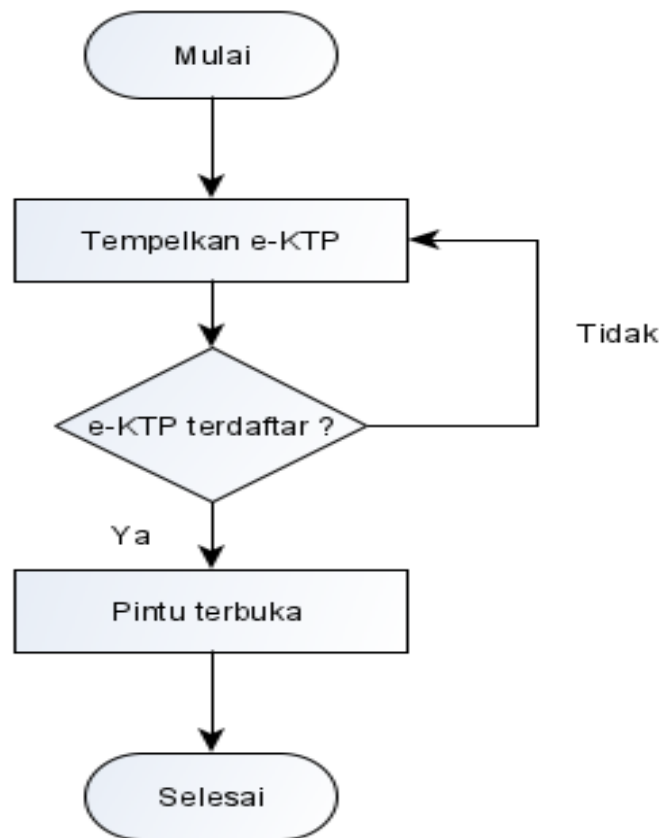 Mulai
Tempelkan e-KTP
Tidak
e-KTP terdaftar ?
Ya
Pintu terbuka
Selesai